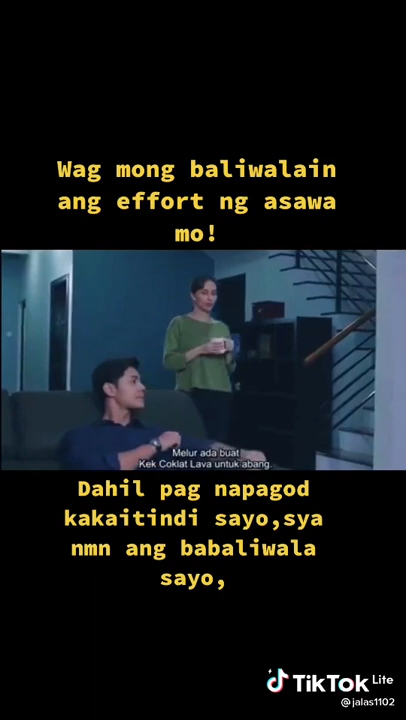 Wag mong baliwalain
ang effort ng asawa
mo!
Melur ada buat
Kek Coklat Lava untuk abang.
Dahil pag napagod
kakaitindi sayo,sya
nmn ang babaliwala
sayo,
TikTok Lite
@jalas1102